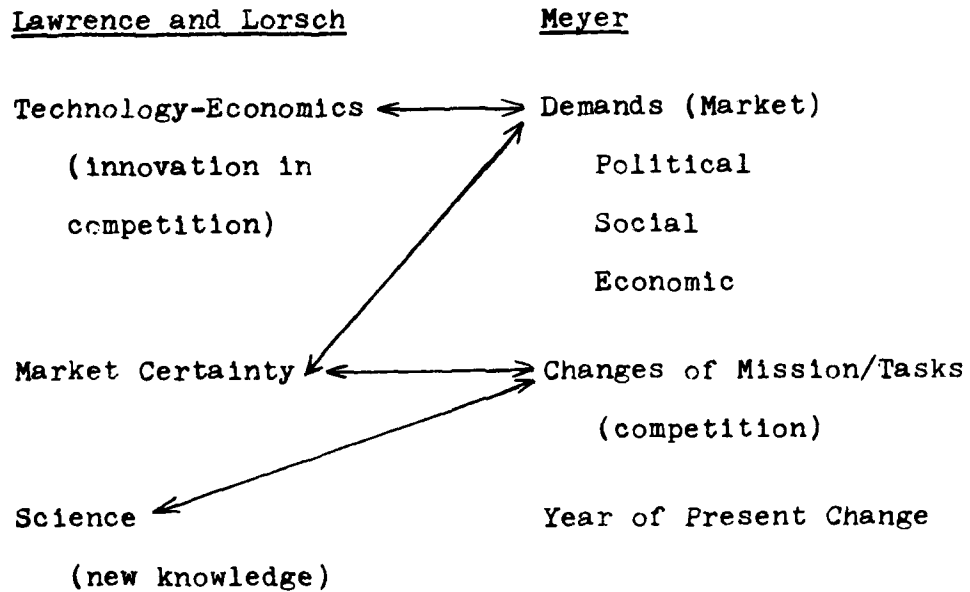 Lawrence and Lorsch
Meyer
Technology-Economics
Demands (Market)
(innovation in
Political
competition)
Social
Economic
Market Certainty
Changes of Mission/Tasks
(competition)
Science
Year of Present Change
(new knowledge)